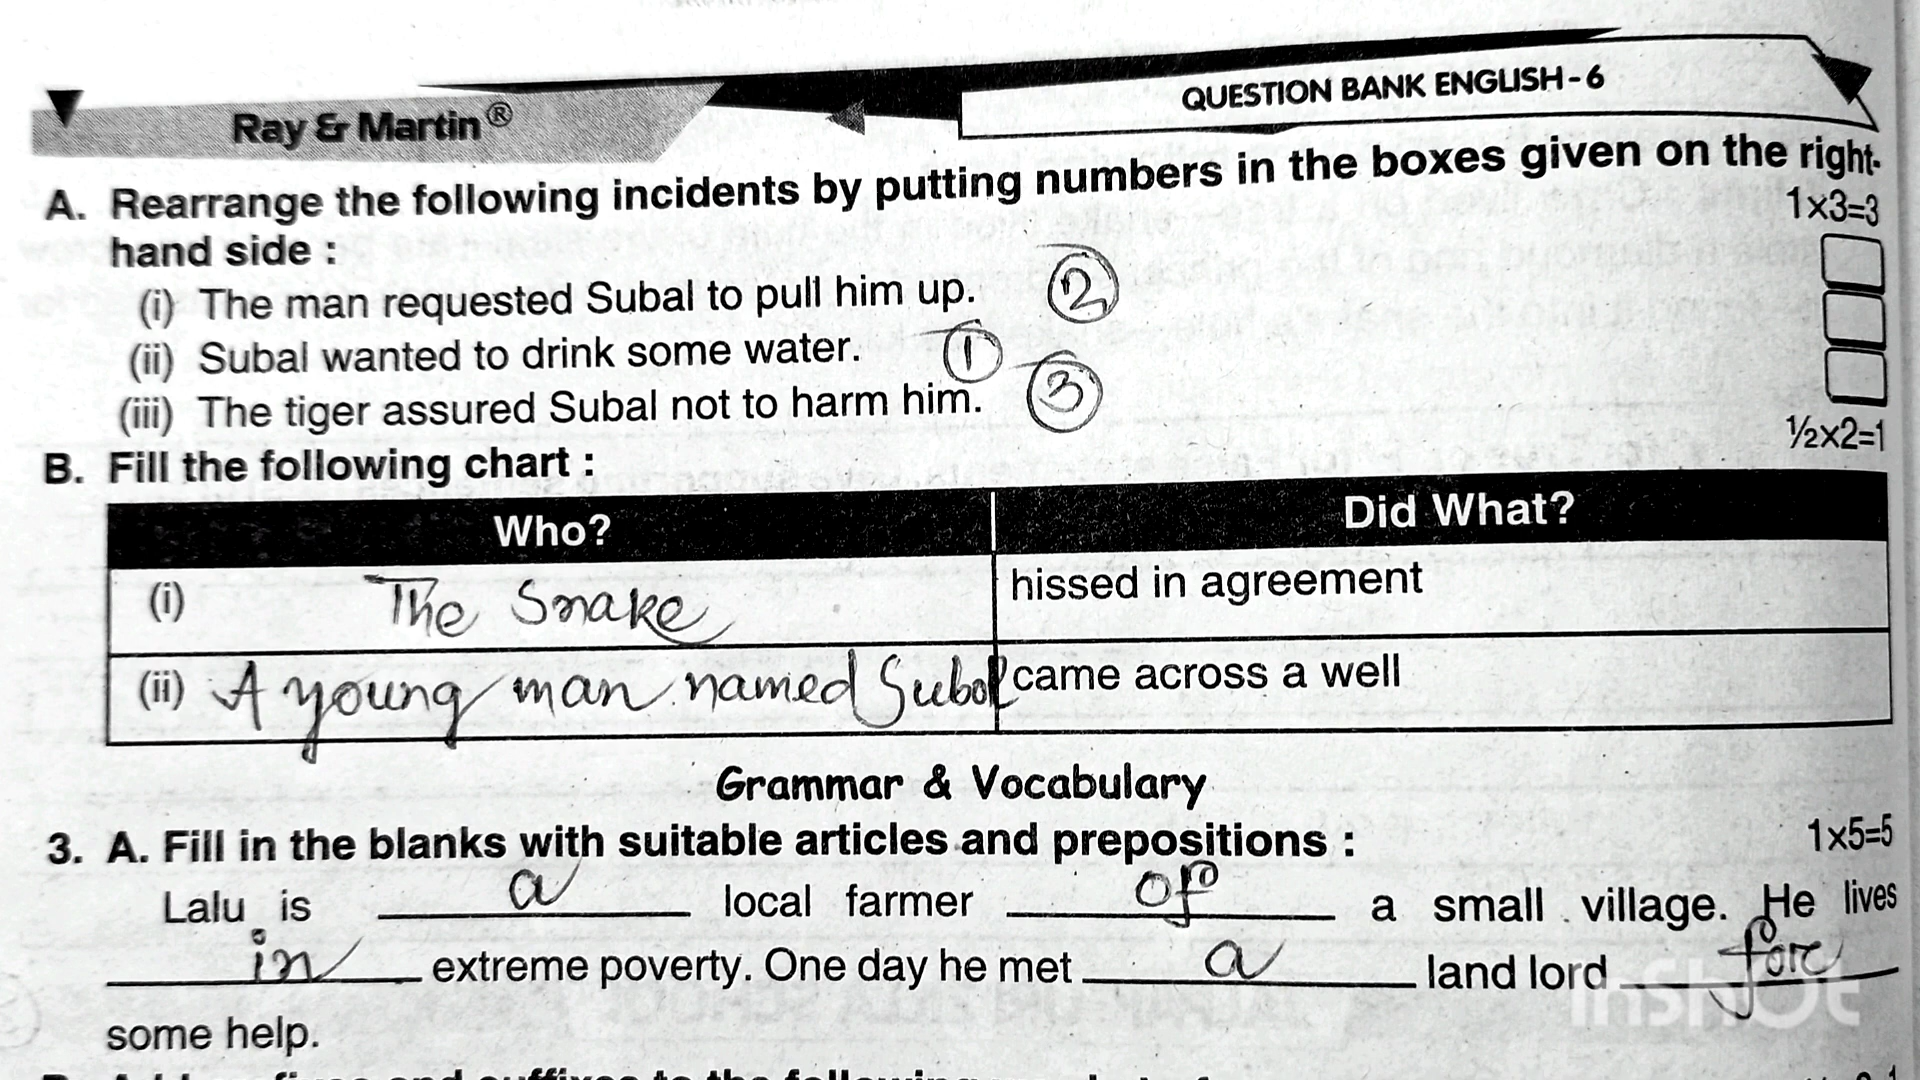 Ray & Martin®
QUESTION BANK ENGLISH-6
A. Rearrange the following incidents by putting numbers in the boxes given on the right-
hand side : 1×3=3
(i) The man requested Subal to pull him up. 2
(ii) Subal wanted to drink some water. 1
(iii) The tiger assured Subal not to harm him. 3
B. Fill the following chart : ½×2=1
Who? Did What?
(i) The Snake hissed in agreement
(ii) A young man named Subal came across a well
Grammar & Vocabulary
3. A. Fill in the blanks with suitable articles and prepositions : 1×5=5
Lalu is a local farmer of a small village. He lives
in extreme poverty. One day he met a land lord for
some help.
InShOt